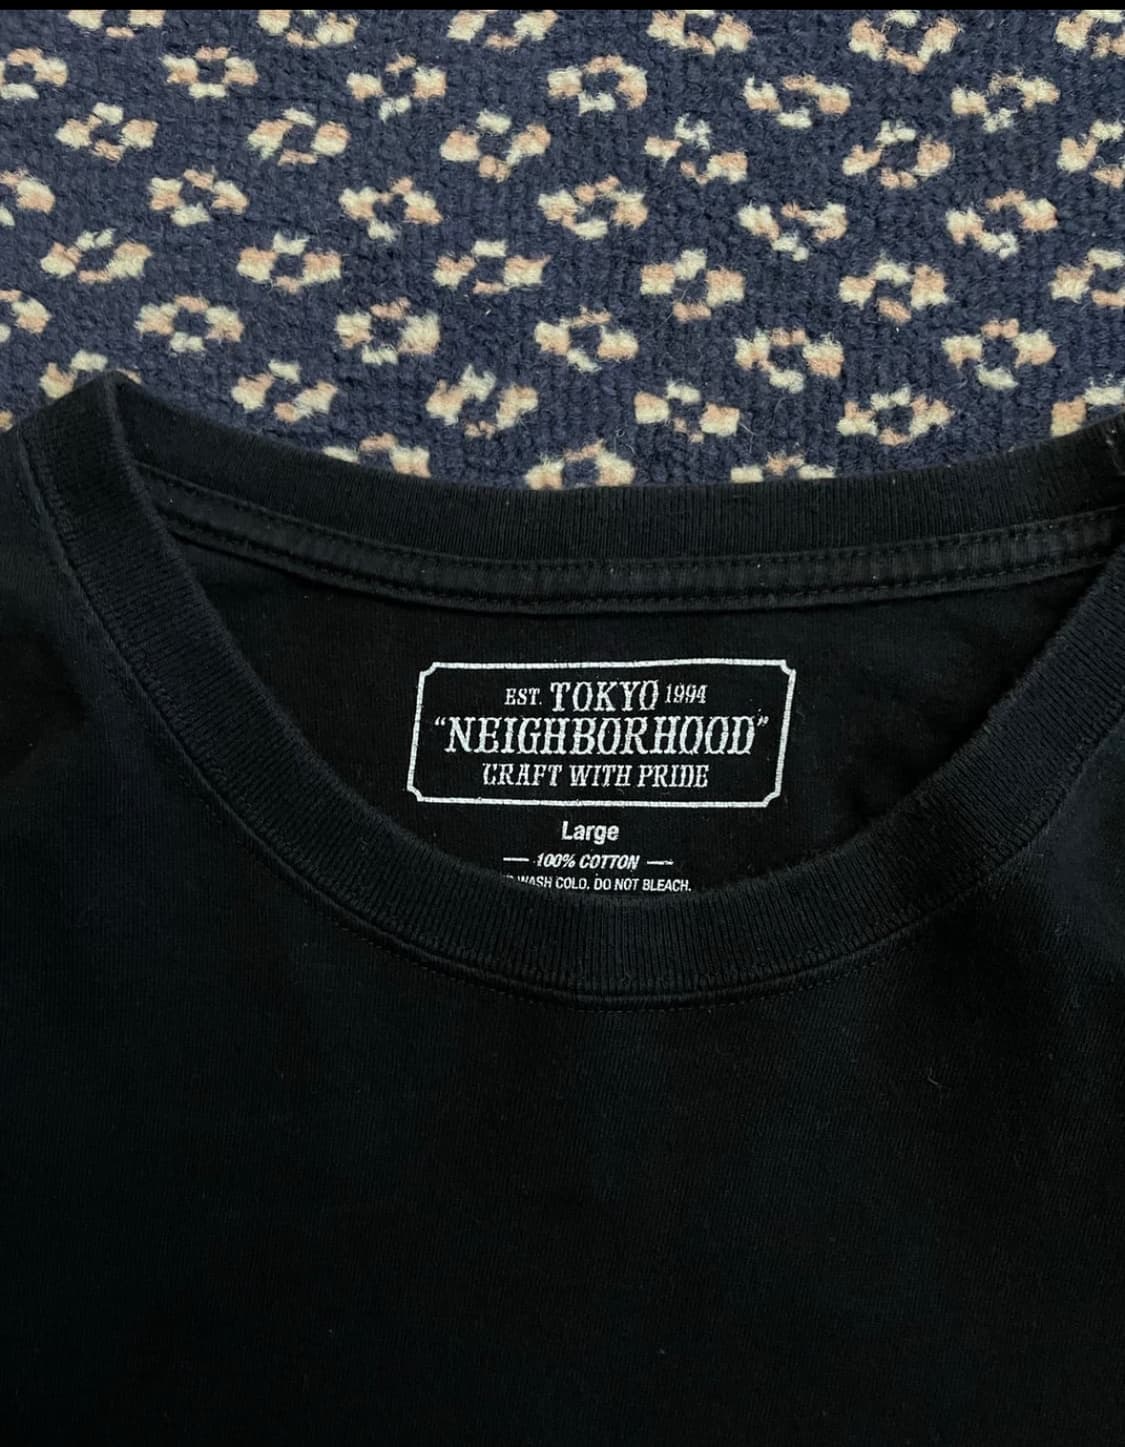 EST. TOKYO 1994
“NEIGHBORHOOD”
CRAFT WITH PRIDE
Large
— 100% COTTON —
WASH COLD, DO NOT BLEACH.